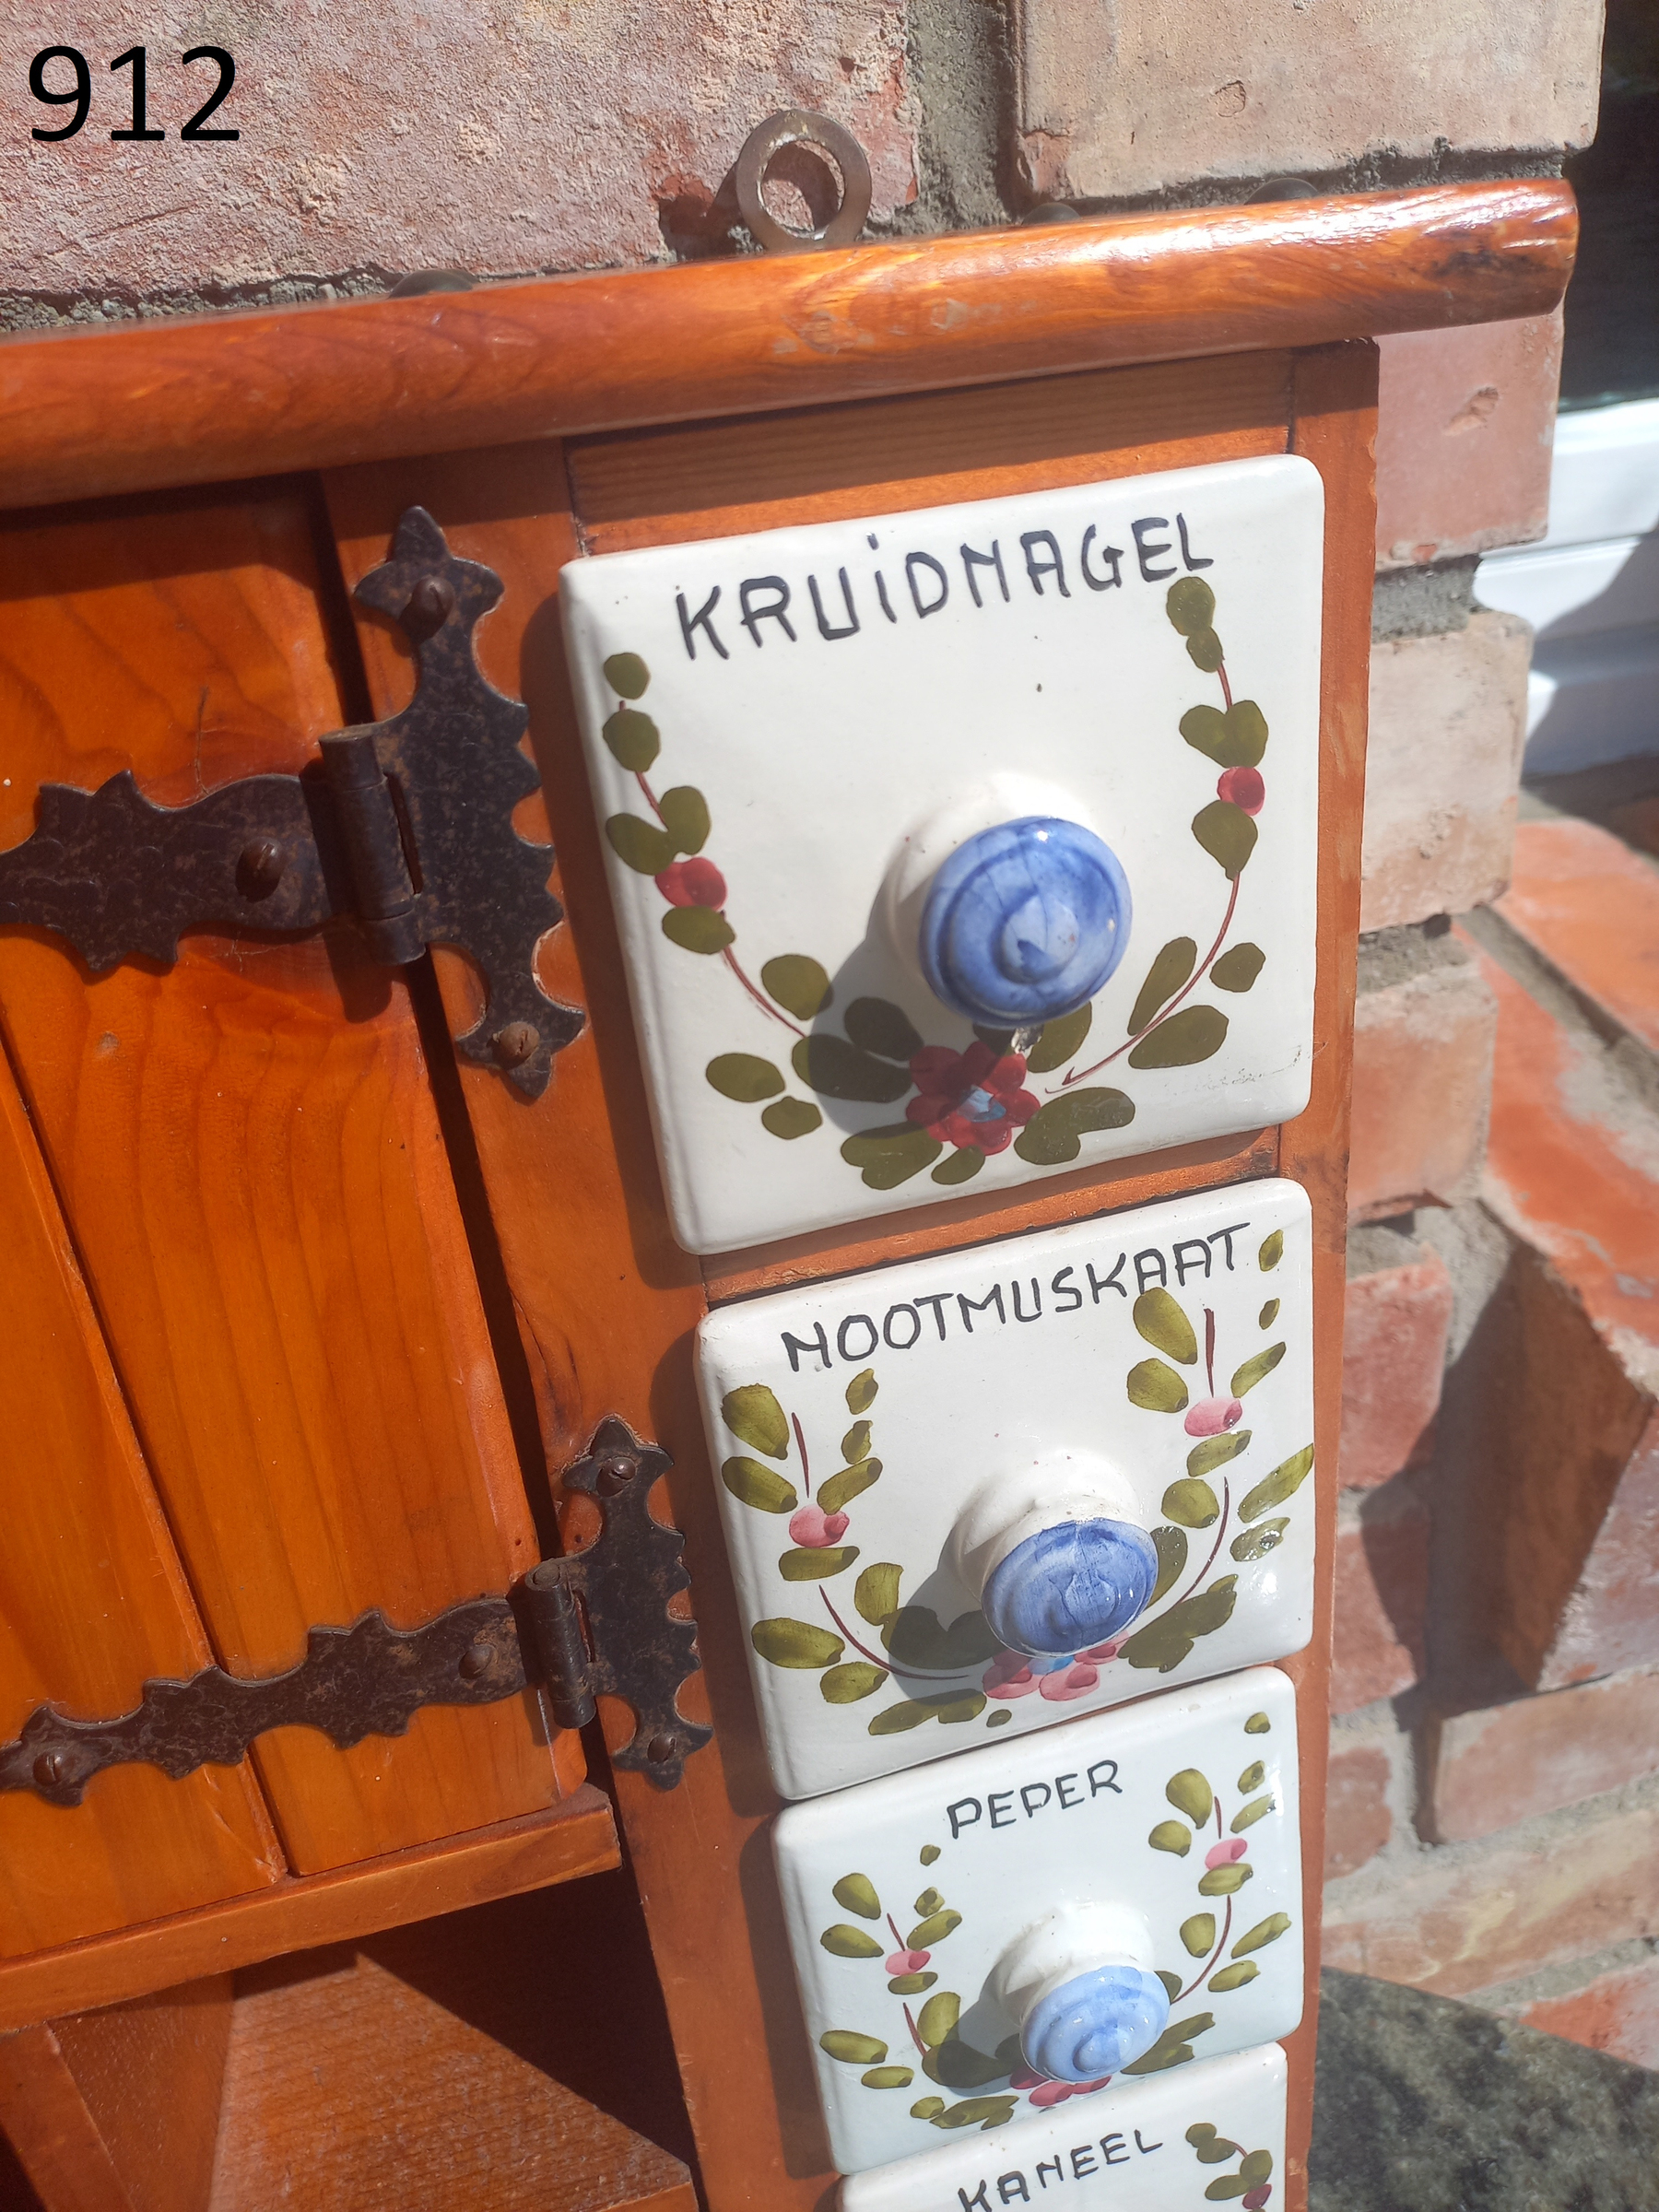 912
KRUiDNAGEL
NOOTMUSKAAT
PEPER
KANEEL